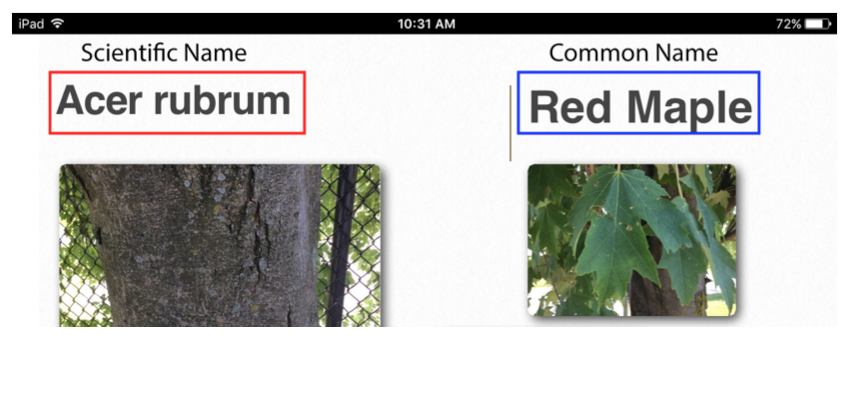 iPad 10:31 AM 72%
Scientific Name Common Name
Acer rubrum Red Maple